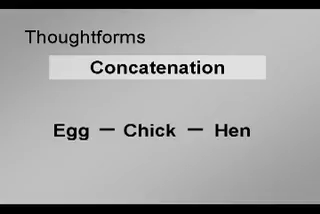 Thoughtforms
Concatenation
Egg – Chick – Hen